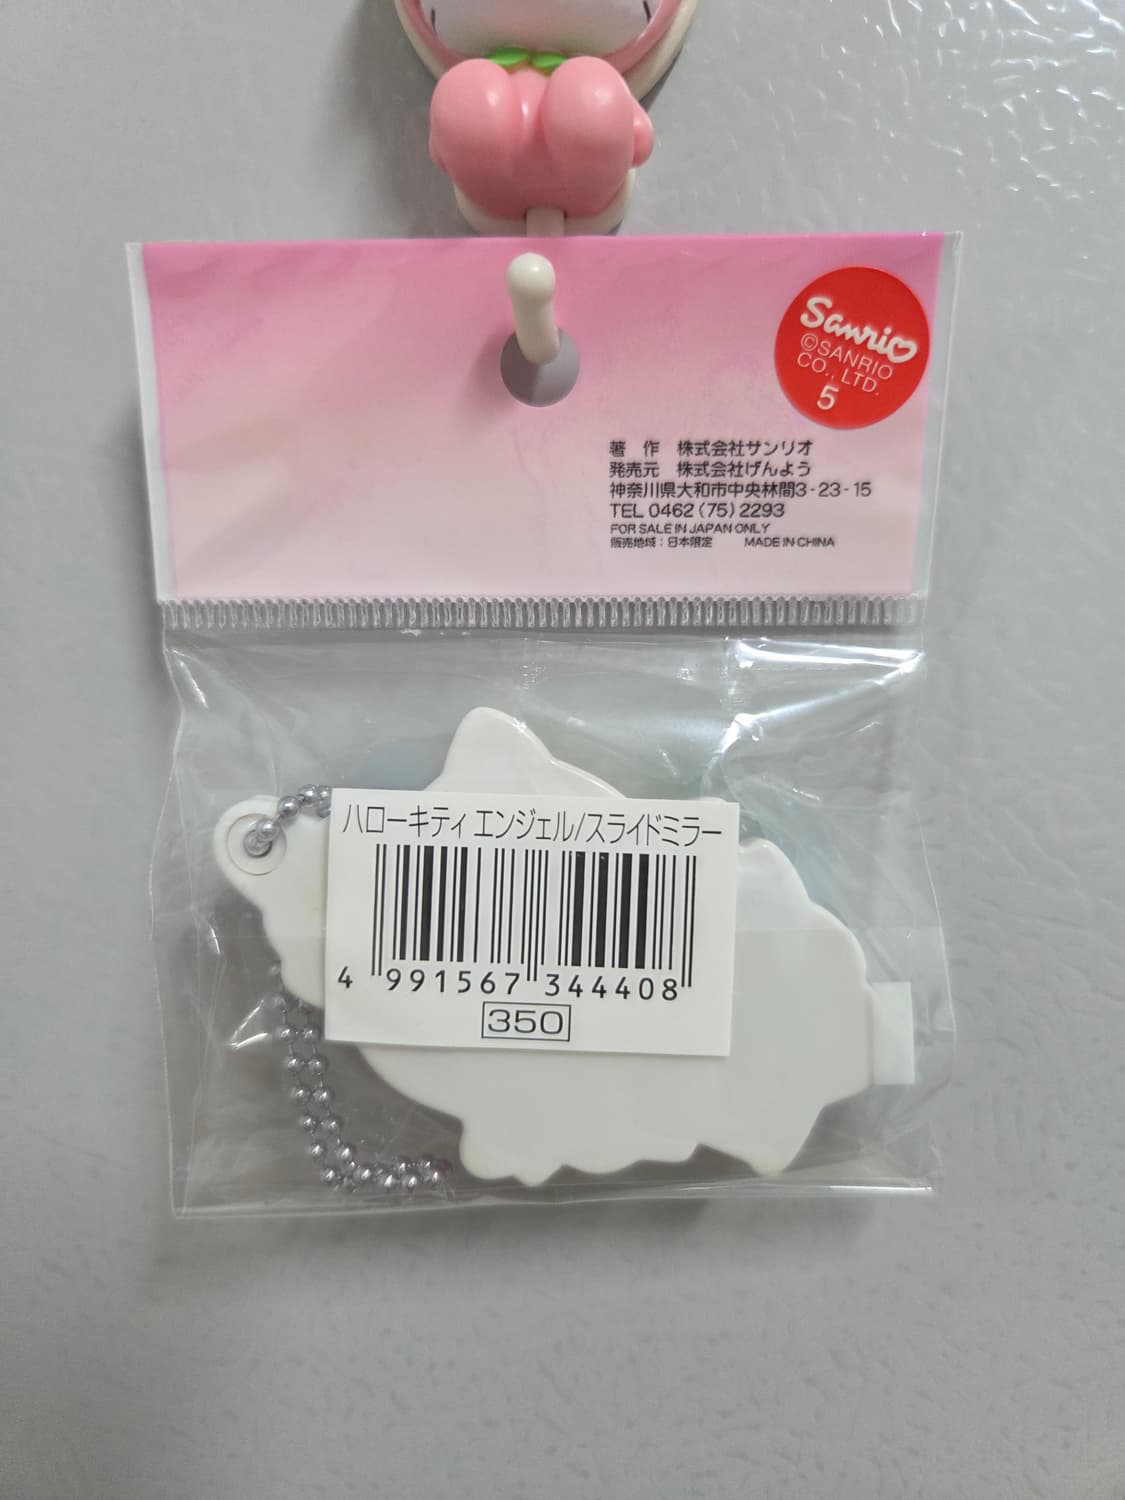 Sanrio
©SANRIO
CO., LTD.
5
著 作 株式会社サンリオ
発売元 株式会社げんよう
神奈川県大和市中央林間3-23-15
TEL 0462 (75) 2293
FOR SALE IN JAPAN ONLY
販売地域：日本限定 MADE IN CHINA
ハローキティ エンジェル/スライドミラー
4 991567 344408
350